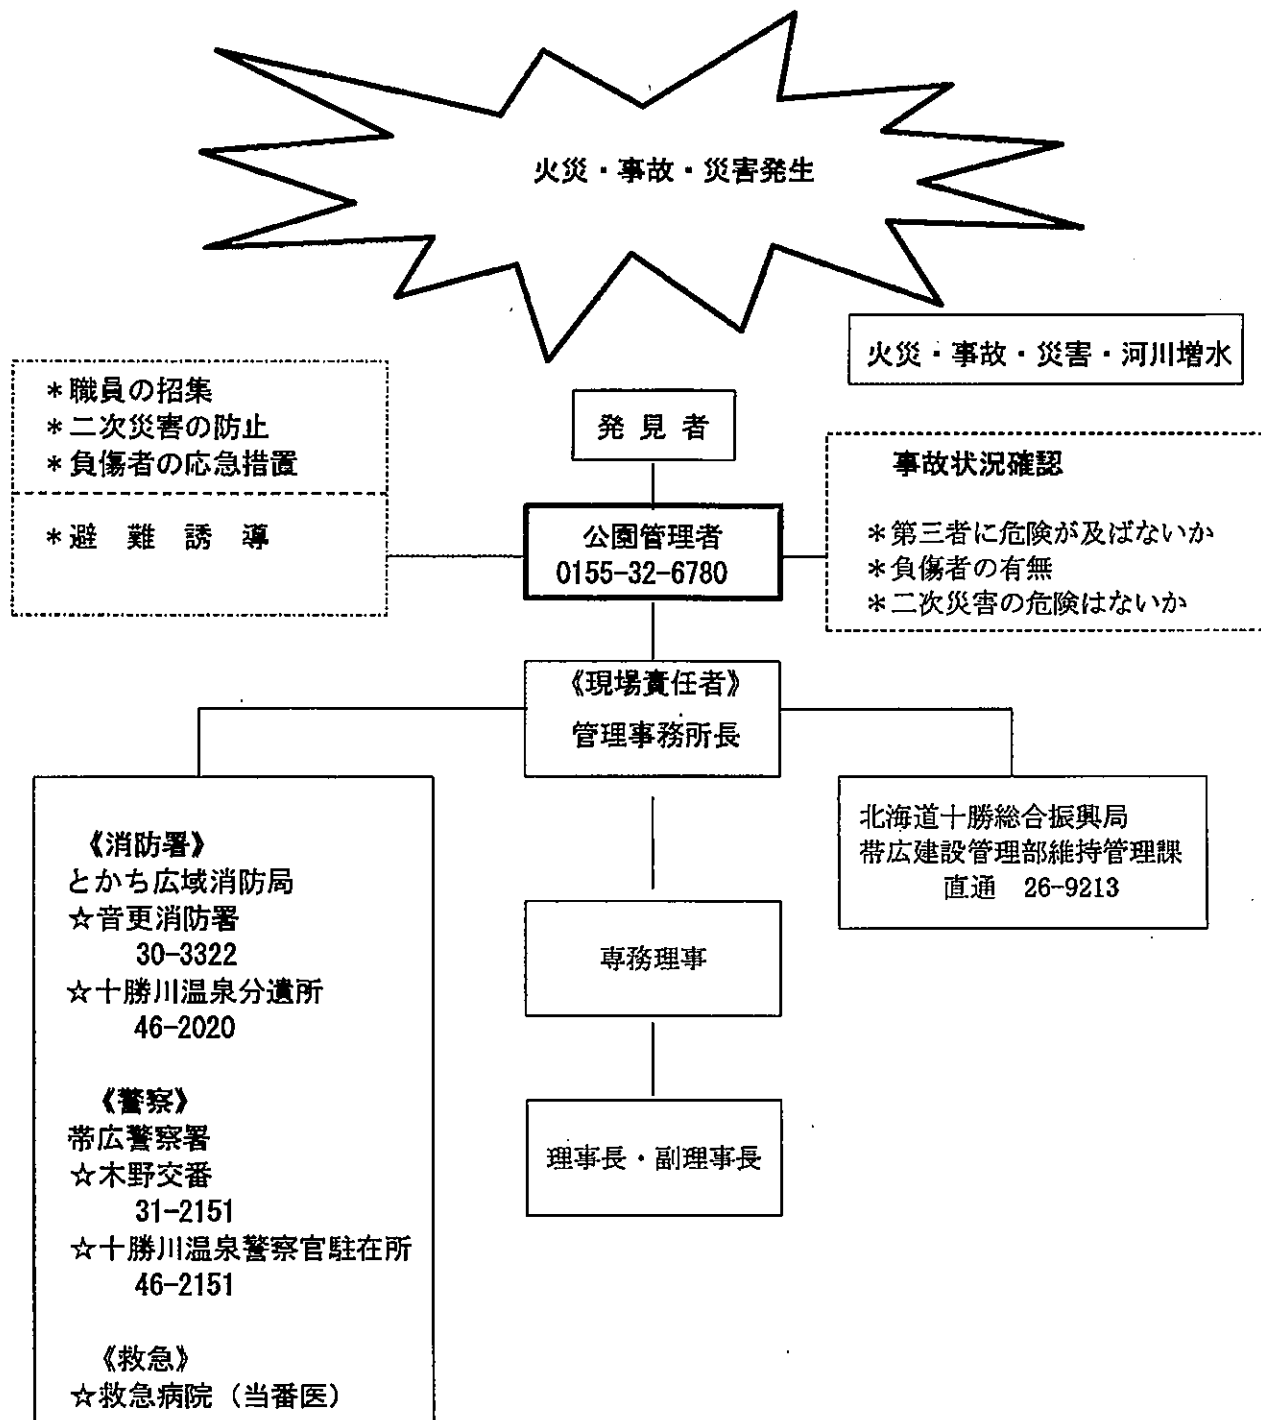 火災・事故・災害発生
火災・事故・災害・河川増水
＊職員の招集
＊二次災害の防止
＊負傷者の応急措置
＊避　難　誘　導
発　見　者
公園管理者
0155-32-6780
事故状況確認
＊第三者に危険が及ばないか
＊負傷者の有無
＊二次災害の危険はないか
《現場責任者》
管理事務所長
《消防署》
とかち広域消防局
☆音更消防署
30-3322
☆十勝川温泉分遺所
46-2020
《警察》
帯広警察署
☆木野交番
31-2151
☆十勝川温泉警察官駐在所
46-2151
《救急》
☆救急病院（当番医）
専務理事
理事長・副理事長
北海道十勝総合振興局
帯広建設管理部維持管理課
直通　26-9213